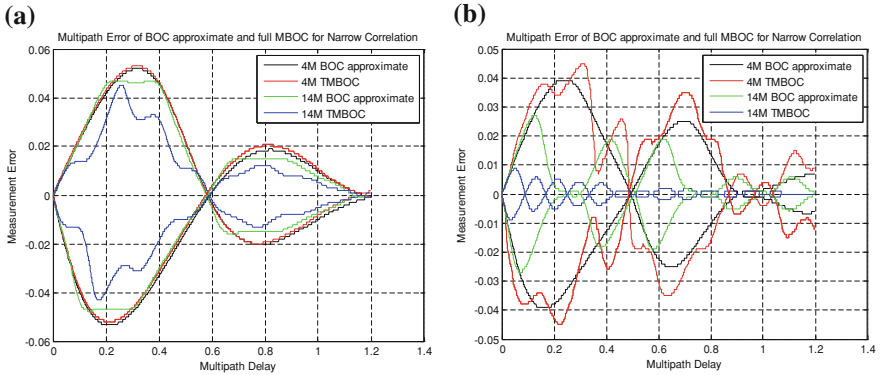 (a)
Multipath Error of BOC approximate and full MBOC for Narrow Correlation
0.06
0.04
0.02
0
-0.02
-0.04
-0.06
Measurement Error
4M BOC approximate
4M TMBOC
14M BOC approximate
14M TMBOC
0 0.2 0.4 0.6 0.8 1 1.2 1.4
Multipath Delay
(b)
Multipath Error of BOC approximate and full MBOC for Narrow Correlation
0.05
0.04
0.03
0.02
0.01
0
-0.01
-0.02
-0.03
-0.04
-0.05
Measurement Error
4M BOC approximate
4M TMBOC
14M BOC approximate
14M TMBOC
0 0.2 0.4 0.6 0.8 1 1.2 1.4
Multipath Delay